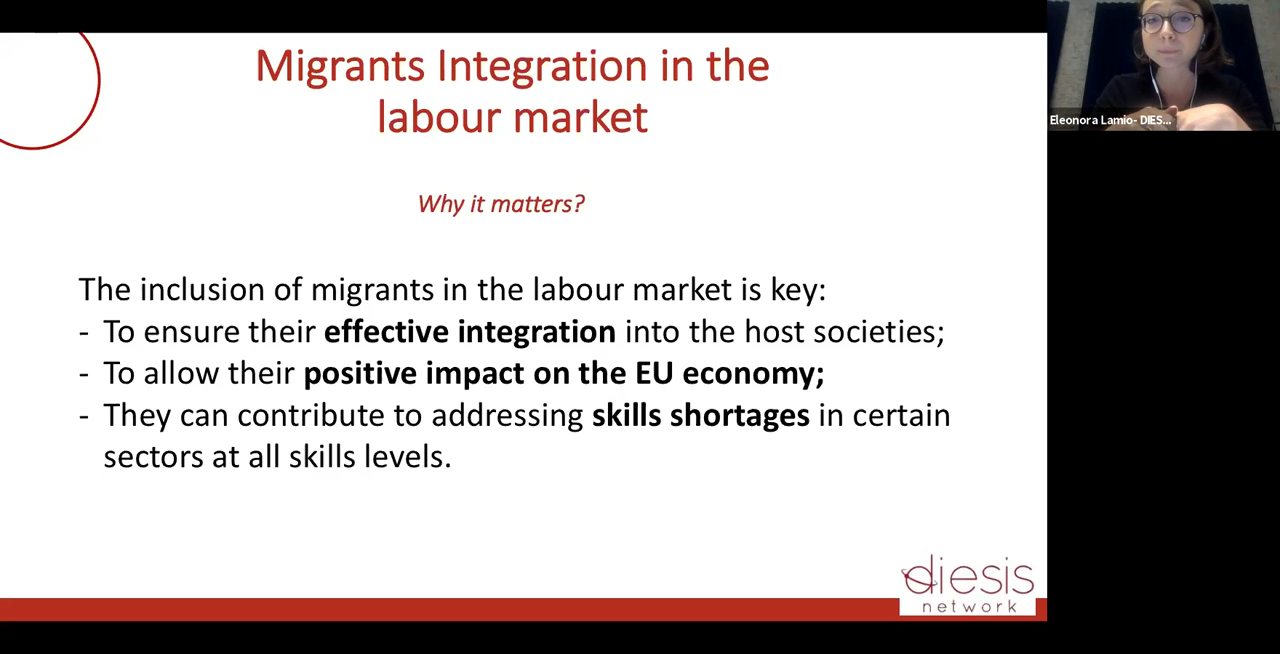 Migrants Integration in the
labour market
Why it matters?
The inclusion of migrants in the labour market is key:
- To ensure their effective integration into the host societies;
- To allow their positive impact on the EU economy;
- They can contribute to addressing skills shortages in certain
sectors at all skills levels.
diesis
network
Eleonora Lamio- DIES...